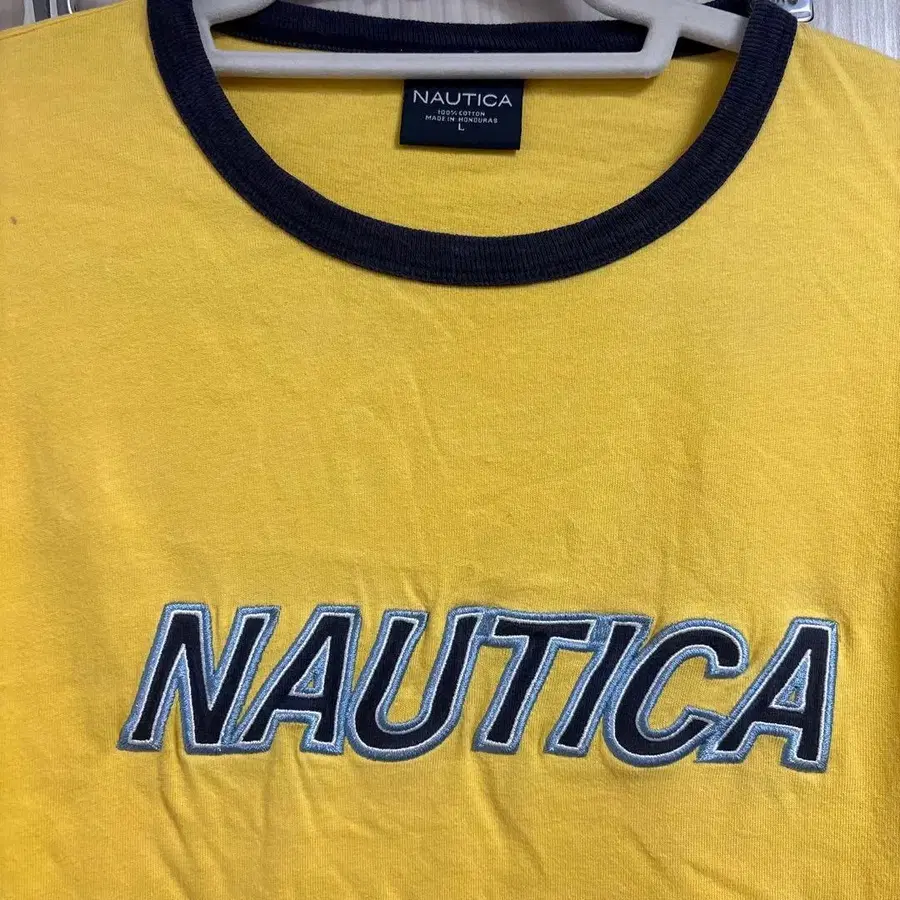 NAUTICA
100% COTTON
MADE IN HONDURAS
L
NAUTICA